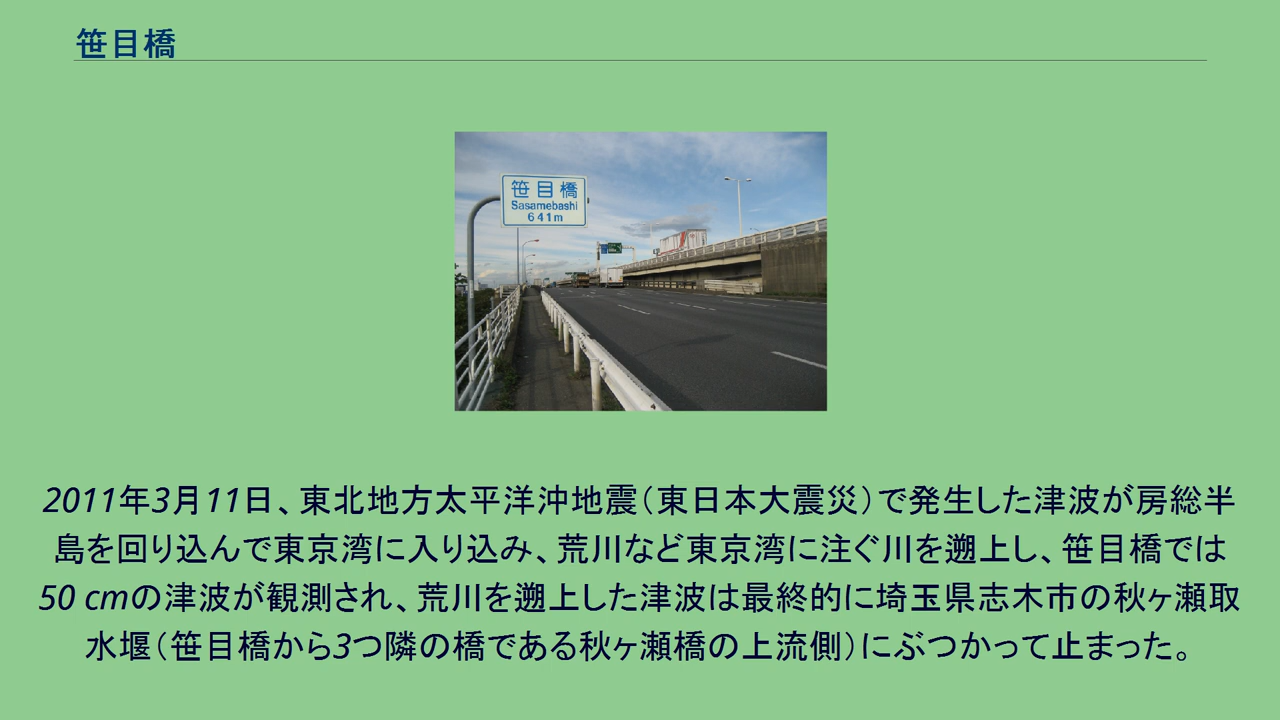 笹目橋
笹目橋
Sasamebashi
641m
2011年3月11日、東北地方太平洋沖地震（東日本大震災）で発生した津波が房総半
島を回り込んで東京湾に入り込み、荒川など東京湾に注ぐ川を遡上し、笹目橋では
50 cmの津波が観測され、荒川を遡上した津波は最終的に埼玉県志木市の秋ヶ瀬取
水堰（笹目橋から3つ隣の橋である秋ヶ瀬橋の上流側）にぶつかって止まった。